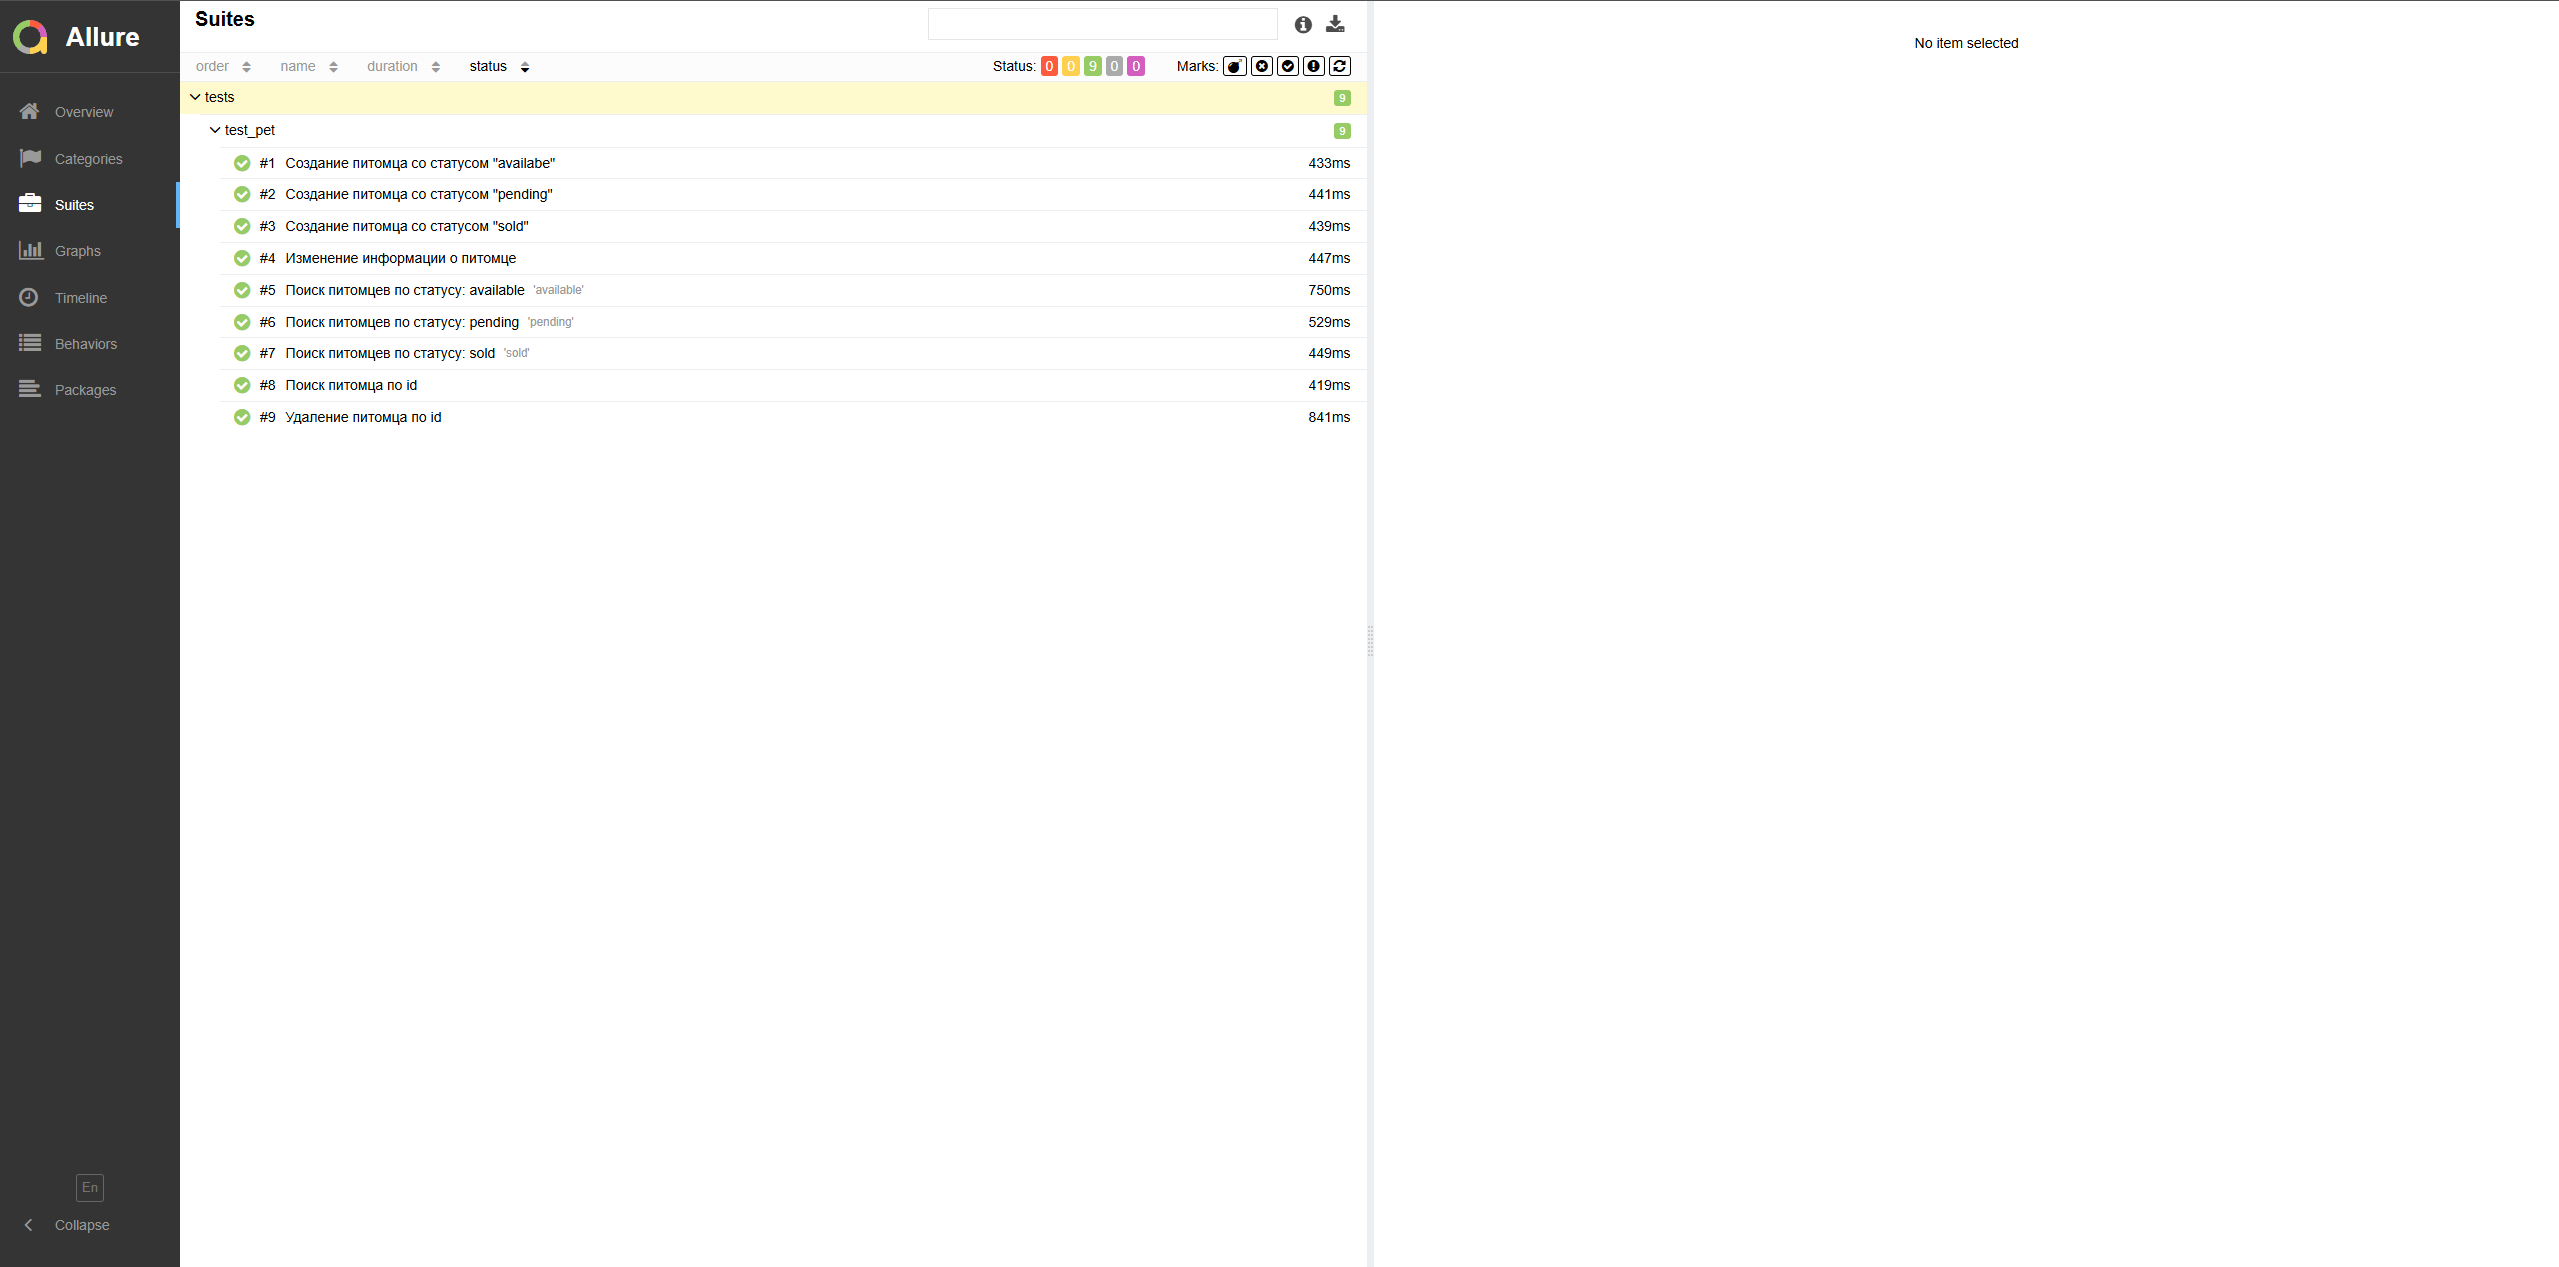 Allure
Overview
Categories
Suites
Graphs
Timeline
Behaviors
Packages
En
Collapse
Suites
order name duration status Status: 0 0 9 0 0 Marks:
tests 9
test_pet 9
#1 Создание питомца со статусом "availabe" 433ms
#2 Создание питомца со статусом "pending" 441ms
#3 Создание питомца со статусом "sold" 439ms
#4 Изменение информации о питомце 447ms
#5 Поиск питомцев по статусу: available 'available' 750ms
#6 Поиск питомцев по статусу: pending 'pending' 529ms
#7 Поиск питомцев по статусу: sold 'sold' 449ms
#8 Поиск питомца по id 419ms
#9 Удаление питомца по id 841ms
No item selected